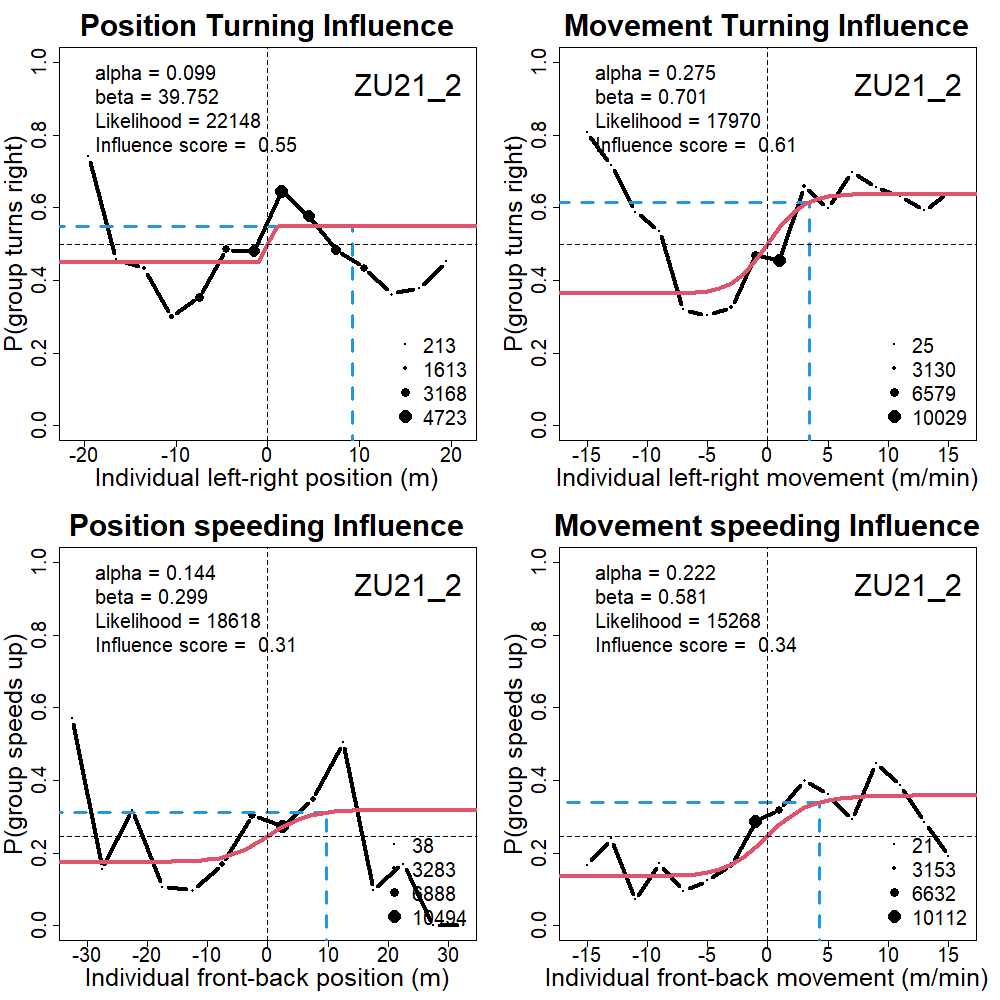 Position Turning Influence
alpha = 0.099
beta = 39.752
Likelihood = 22148
Influence score =  0.55
ZU21_2
P(group turns right)
1.0
0.8
0.6
0.4
0.2
0.0
213
1613
3168
4723
-20 -10 0 10 20
Individual left-right position (m)
Movement Turning Influence
alpha = 0.275
beta = 0.701
Likelihood = 17970
Influence score =  0.61
ZU21_2
P(group turns right)
1.0
0.8
0.6
0.4
0.2
0.0
25
3130
6579
10029
-15 -10 -5 0 5 10 15
Individual left-right movement (m/min)
Position speeding Influence
alpha = 0.144
beta = 0.299
Likelihood = 18618
Influence score =  0.31
ZU21_2
P(group speeds up)
1.0
0.8
0.6
0.4
0.2
0.0
38
3283
6888
10494
-30 -20 -10 0 10 20 30
Individual front-back position (m)
Movement speeding Influence
alpha = 0.222
beta = 0.581
Likelihood = 15268
Influence score =  0.34
ZU21_2
P(group speeds up)
1.0
0.8
0.6
0.4
0.2
0.0
21
3153
6632
10112
-15 -10 -5 0 5 10 15
Individual front-back movement (m/min)